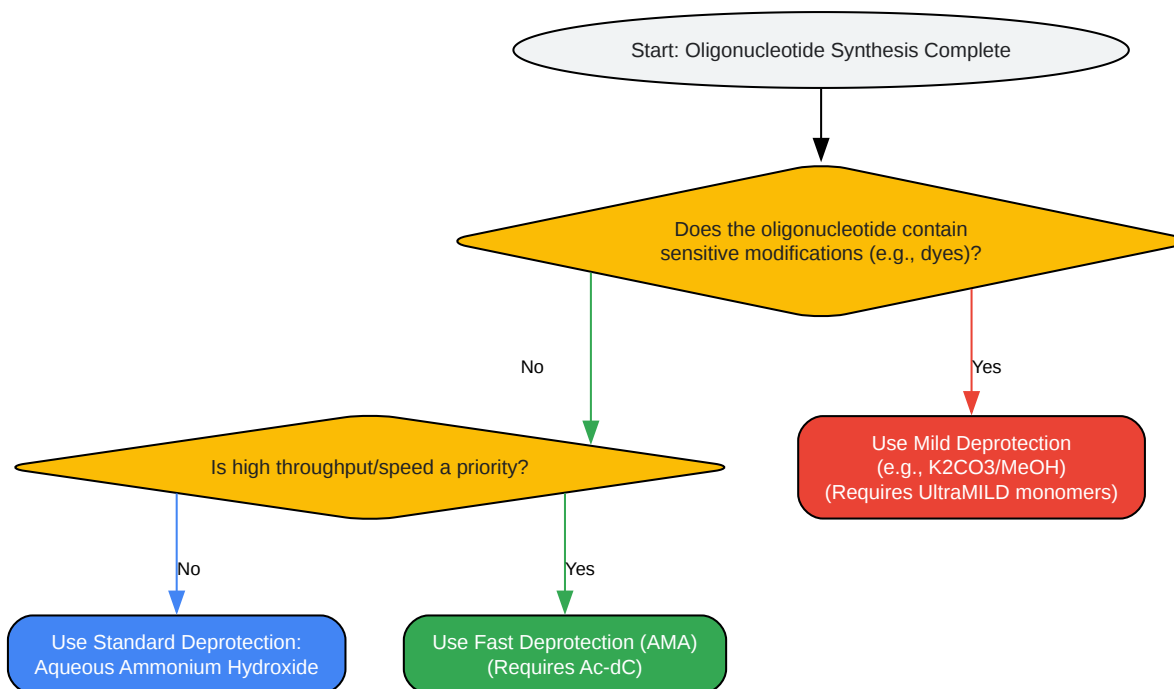 Start: Oligonucleotide Synthesis Complete
Does the oligonucleotide contain
sensitive modifications (e.g., dyes)?
No
Yes
Is high throughput/speed a priority?
Use Mild Deprotection
(e.g., K2CO3/MeOH)
(Requires UltraMILD monomers)
No
Yes
Use Standard Deprotection:
Aqueous Ammonium Hydroxide
Use Fast Deprotection (AMA)
(Requires Ac-dC)